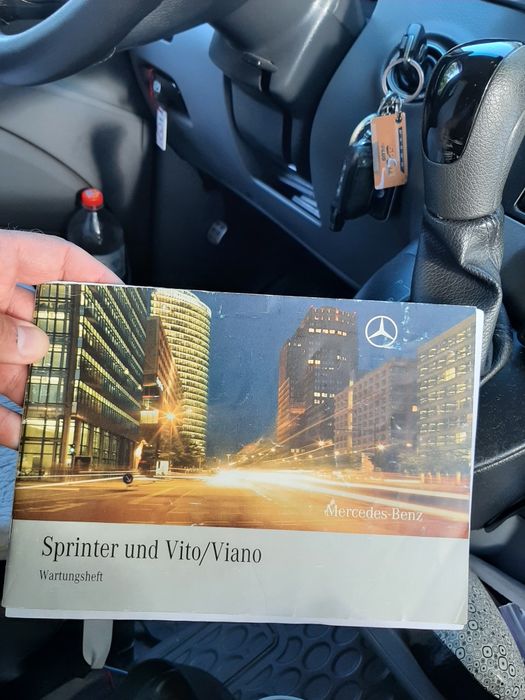 Mercedes-Benz
Sprinter und Vito/Viano
Wartungsheft